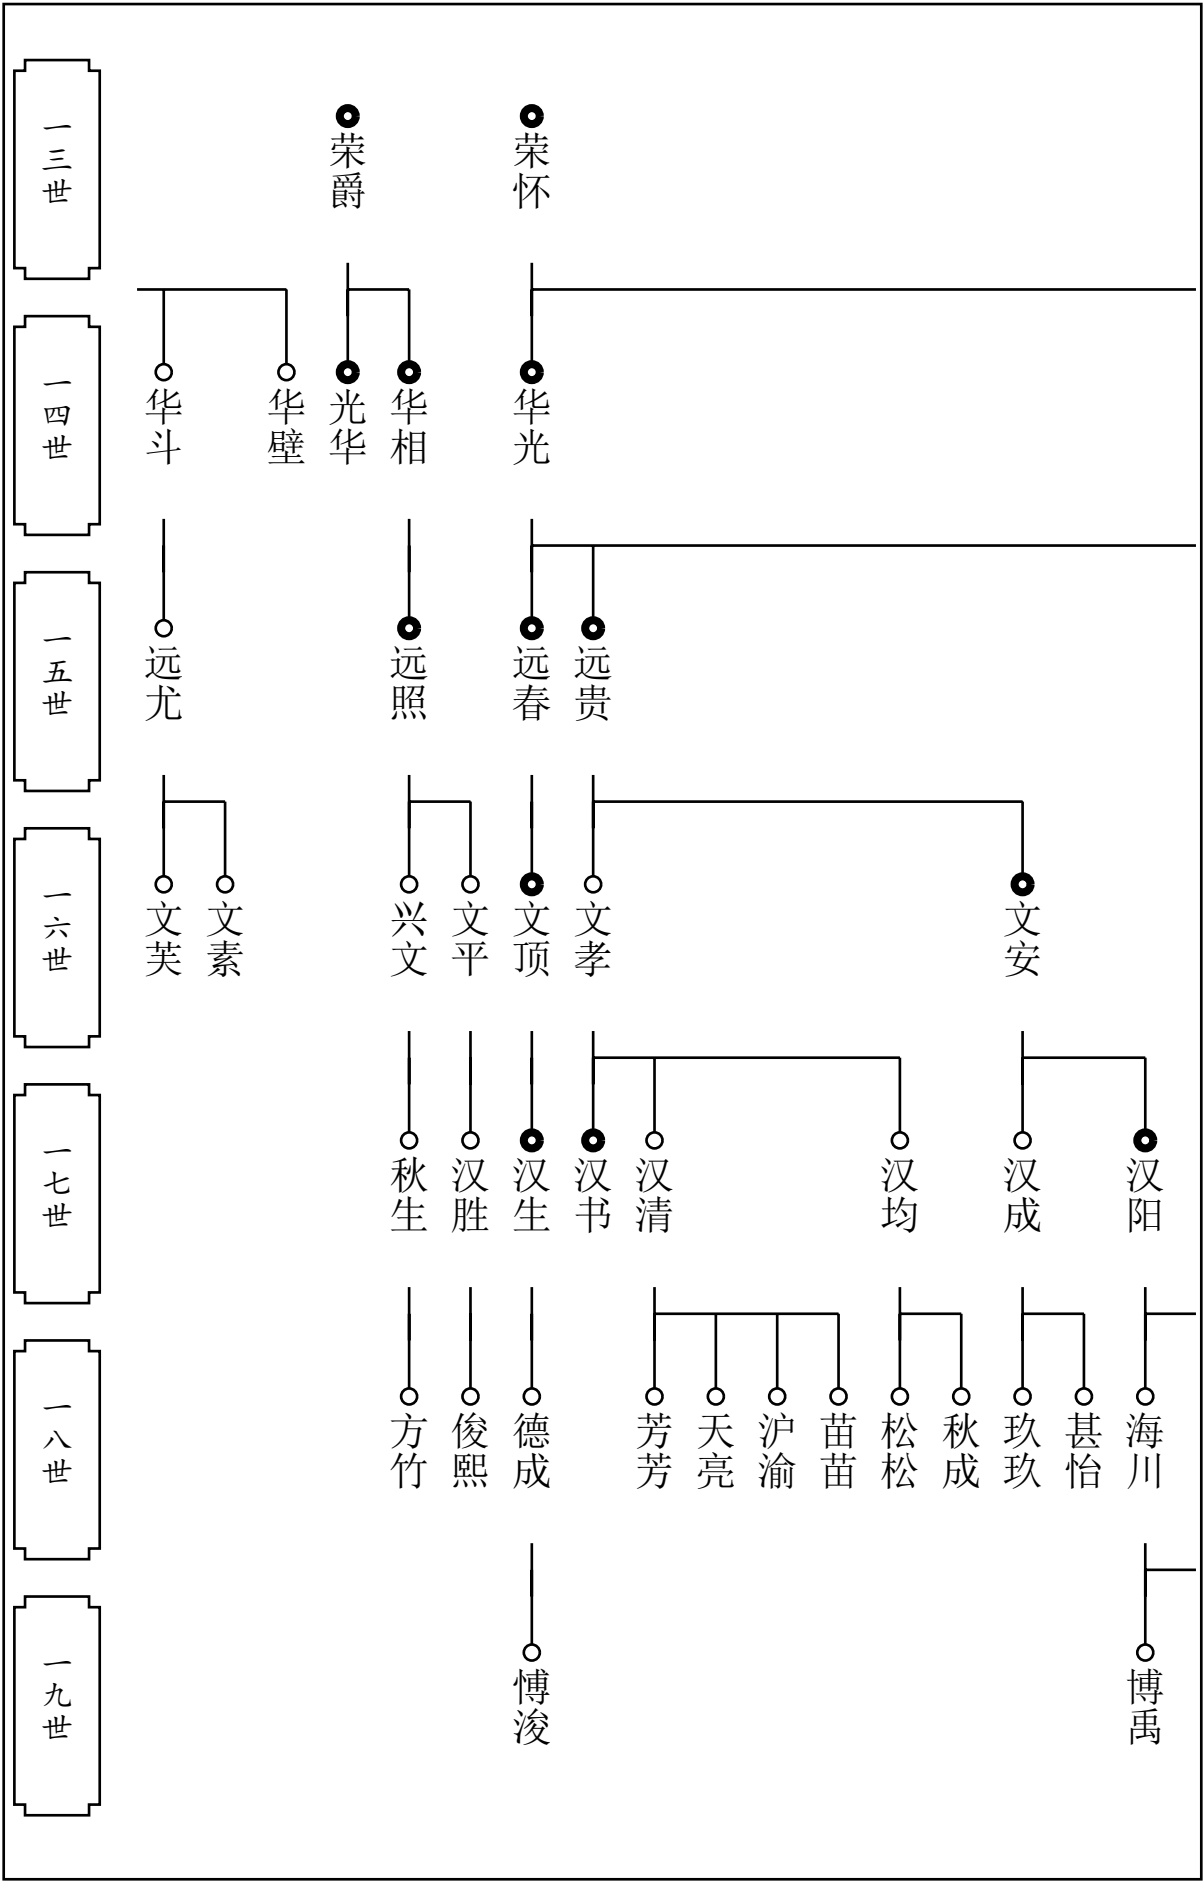 一三世
荣爵
荣怀
一四世
华斗
华壁
光华
华相
华光
一五世
远尤
远照
远春
远贵
一六世
文芙
文素
兴文
文平
文顶
文孝
文安
一七世
秋生
汉胜
汉生
汉书
汉清
汉均
汉成
汉阳
一八世
方竹
俊熙
德成
芳芳
天亮
沪渝
苗苗
松松
秋成
玖玖
甚怡
海川
一九世
愽浚
博禹